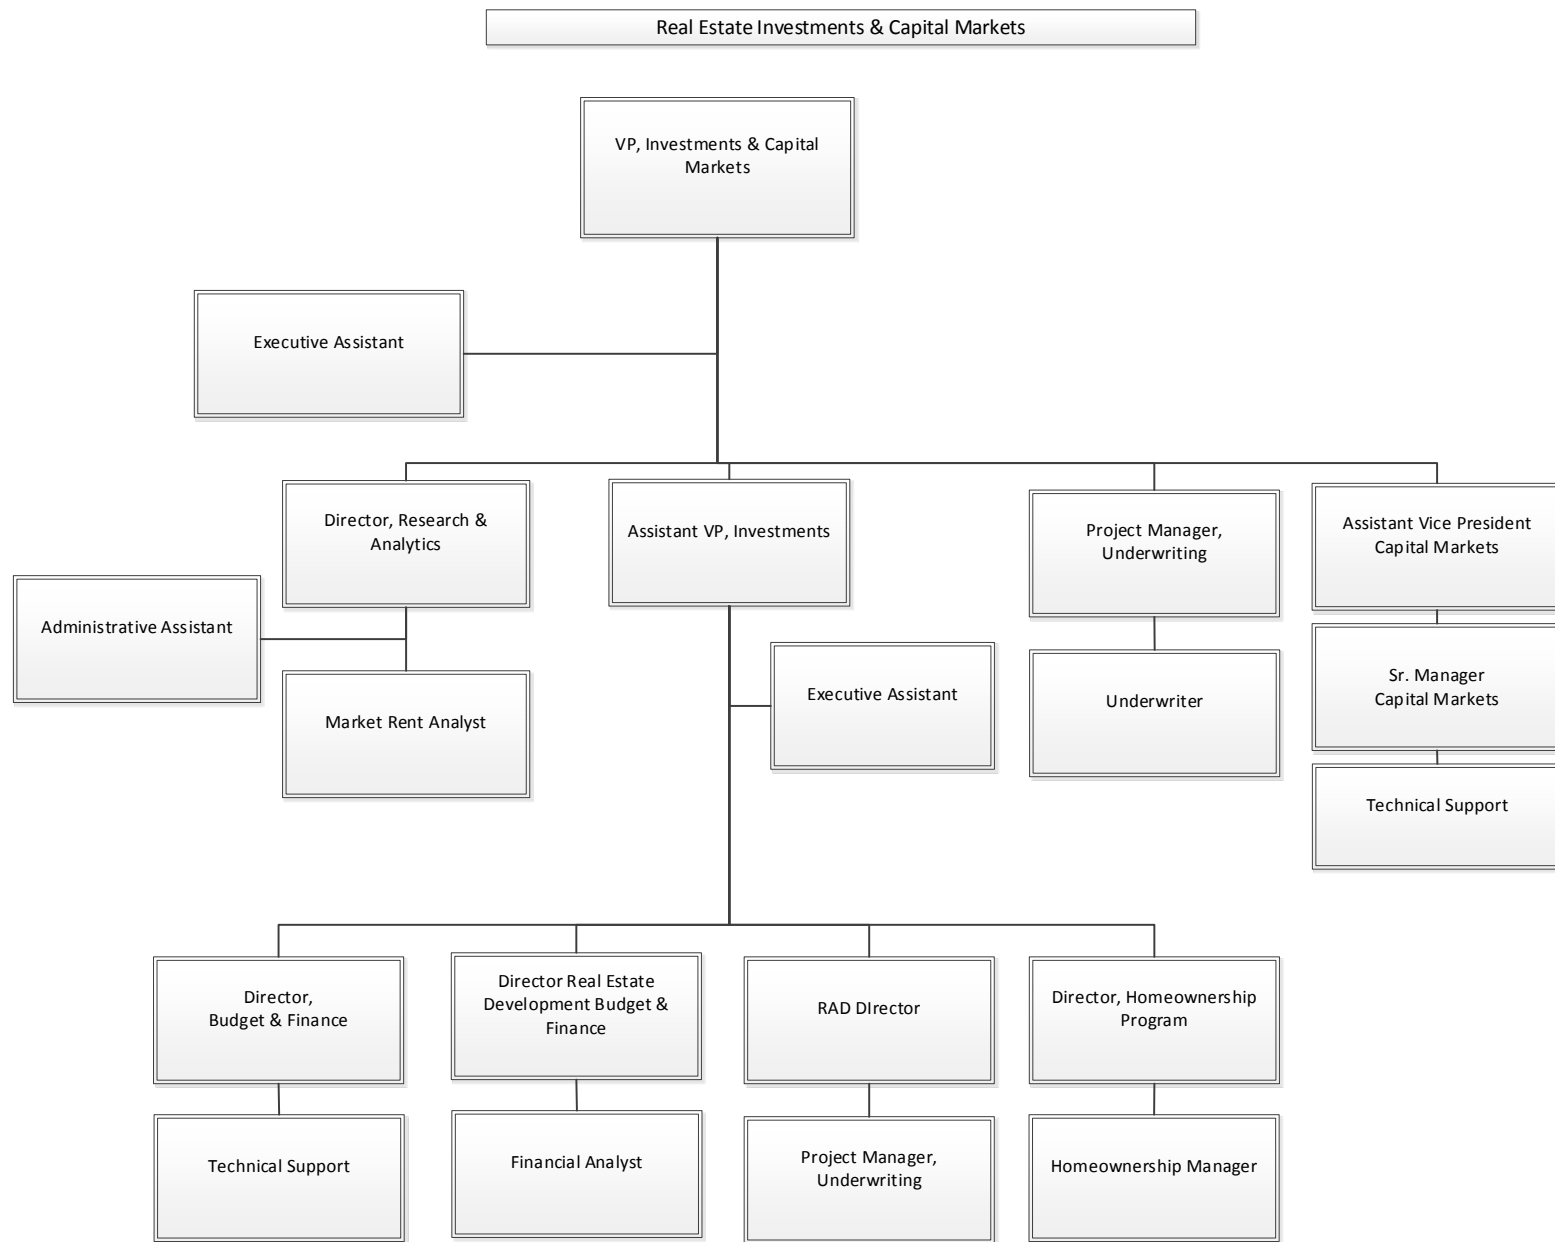 Real Estate Investments & Capital Markets
VP, Investments & Capital
Markets
Executive Assistant
Director, Research &
Analytics
Assistant VP, Investments
Project Manager,
Underwriting
Assistant Vice President
Capital Markets
Administrative Assistant
Market Rent Analyst
Executive Assistant
Underwriter
Sr. Manager
Capital Markets
Technical Support
Director,
Budget & Finance
Director Real Estate
Development Budget &
Finance
RAD DIrector
Director, Homeownership
Program
Technical Support
Financial Analyst
Project Manager,
Underwriting
Homeownership Manager